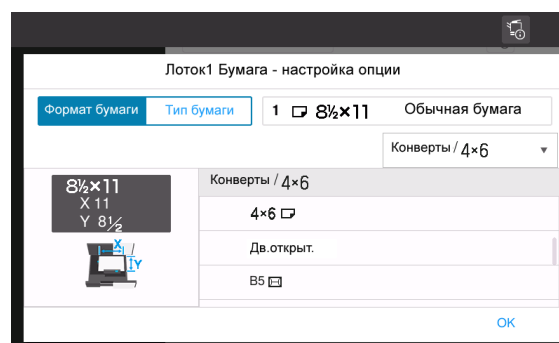 Лоток1 Бумага - настройка опции
Формат бумаги Тип бумаги 1 8½×11 Обычная бумага
Конверты / 4×6
8½×11
X 11
Y 8½
X
Y
Конверты / 4×6
4×6
Дв.открыт.
B5
OK